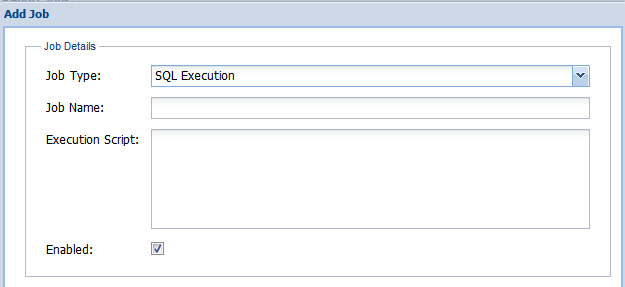 Add Job
Job Details
Job Type: SQL Execution
Job Name:
Execution Script:
Enabled: